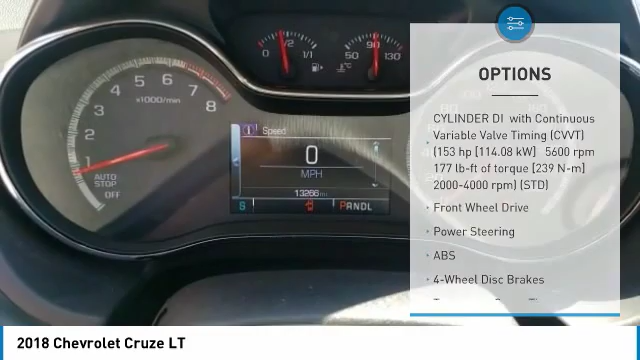 0 1/2 1/1
50 90 130
1 2 3 4 5 6 7 8
x1000/min
AUTO
STOP
OFF
Speed
0
MPH
13266 mi
S PRNDL
OPTIONS
CYLINDER DI with Continuous
Variable Valve Timing (CVVT)
(153 hp [114.08 kW] 5600 rpm
177 lb-ft of torque [239 N-m]
2000-4000 rpm) (STD)
Front Wheel Drive
Power Steering
ABS
4-Wheel Disc Brakes
2018 Chevrolet Cruze LT